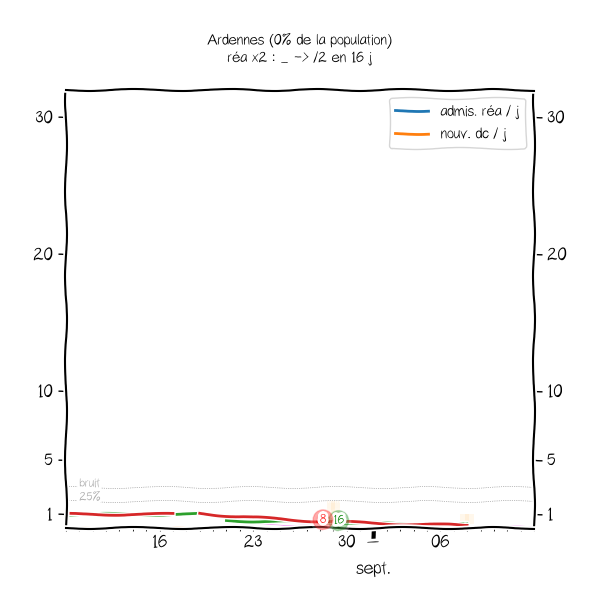 Ardennes (0% de la population)
réa x2 : _ -> /2 en 16 j
admis. réa / j
nouv. dc / j
30
30
20
20
10
10
5
5
bruit
25%
1
1
8
16
16
23
30
06
sept.